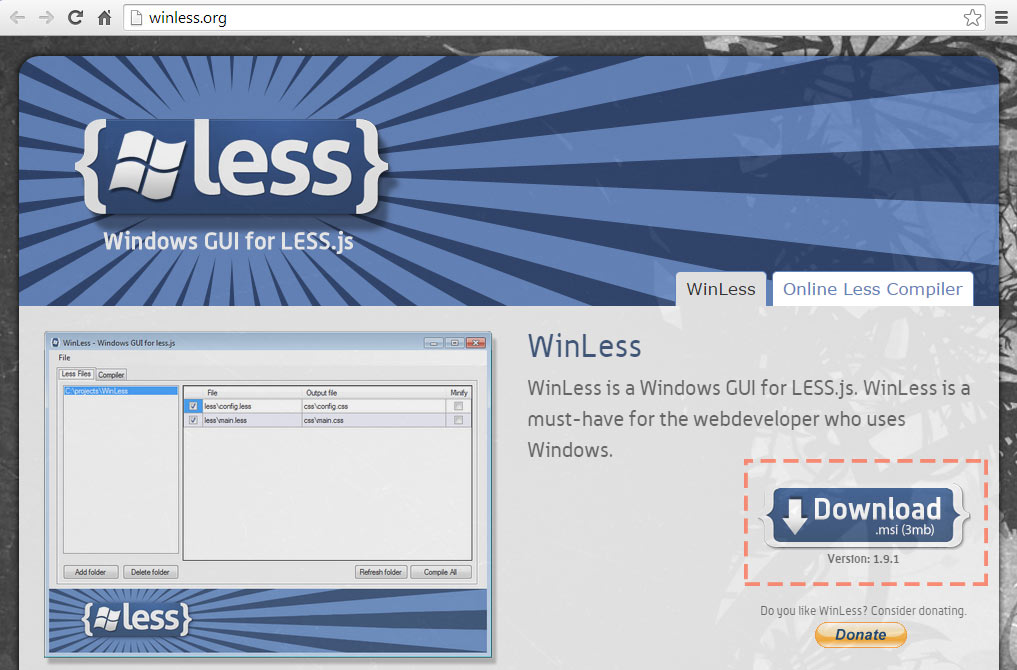 winless.org
{less}
Windows GUI for LESS.js
WinLess
Online Less Compiler
WinLess - Windows GUI for less.js
File
Less Files
Compiler
C:\projects\WinLess
File
Output file
Minify
less\config.less
css\config.css
less\main.less
css\main.css
Add folder
Delete folder
Refresh folder
Compile All
{less}
WinLess
WinLess is a Windows GUI for LESS.js. WinLess is a
must-have for the webdeveloper who uses
Windows.
Download
.msi (3mb)
Version: 1.9.1
Do you like WinLess? Consider donating.
Donate